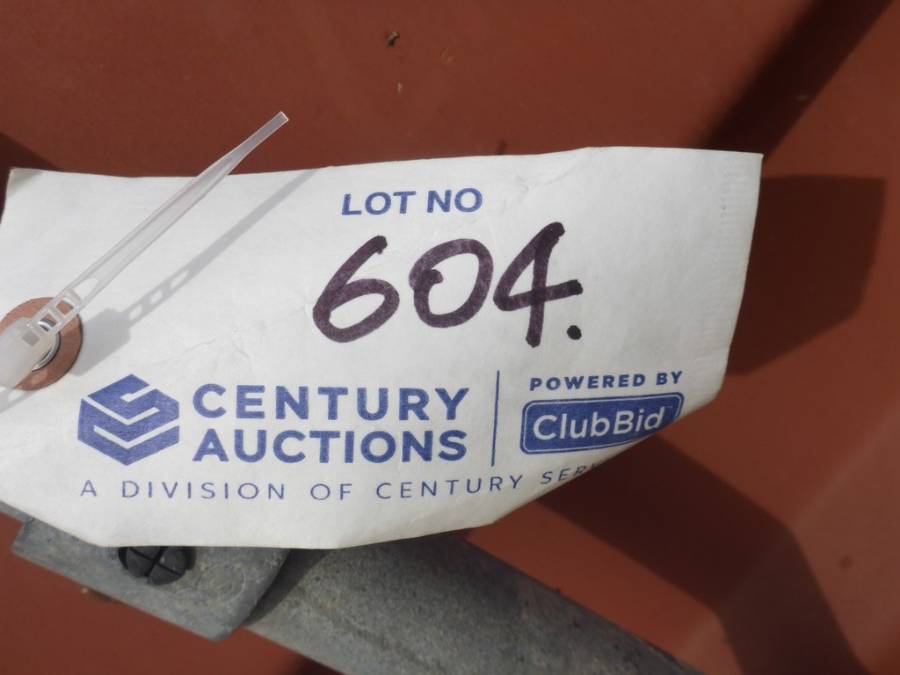 LOT NO
604.
CENTURY AUCTIONS
POWERED BY
ClubBid
A DIVISION OF CENTURY